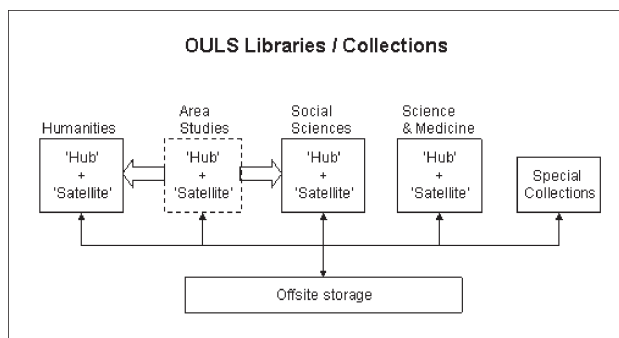 OULS Libraries / Collections
Humanities
'Hub'
+
'Satellite'
Area
Studies
'Hub'
+
'Satellite'
Social
Sciences
'Hub'
+
'Satellite'
Science
& Medicine
'Hub'
+
'Satellite'
Special
Collections
Offsite storage